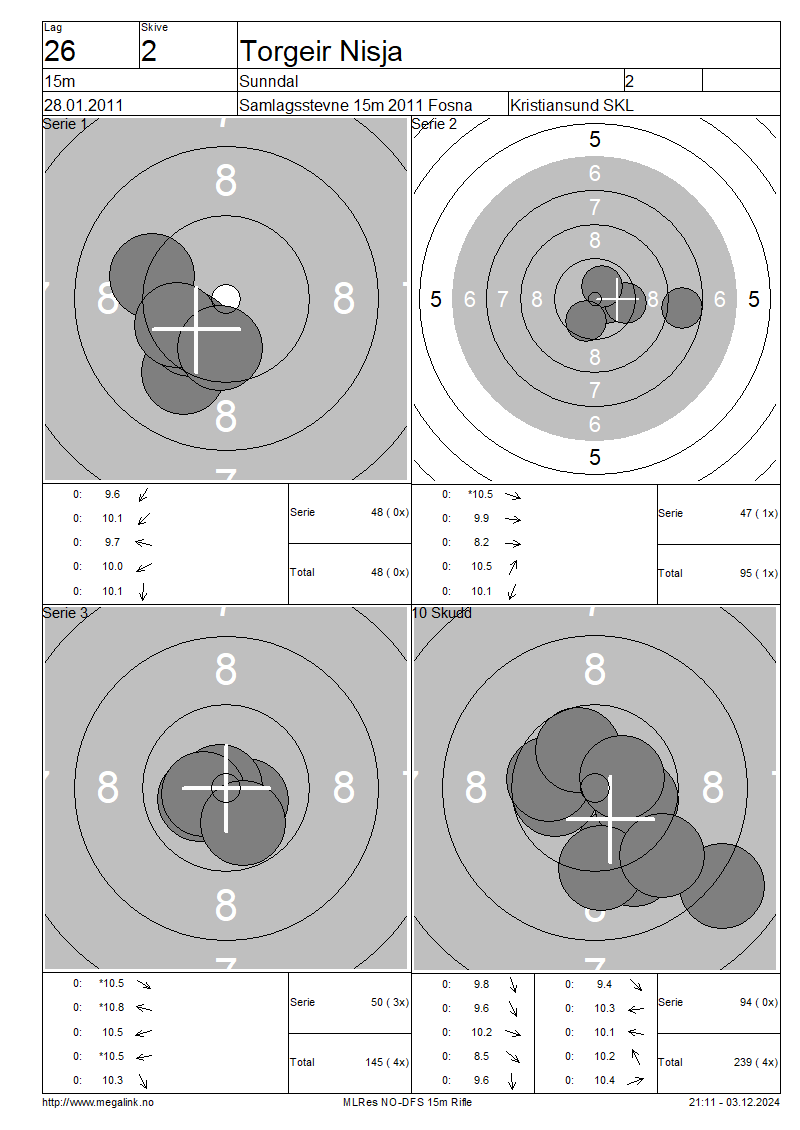 Lag Skive
26 2 Torgeir Nisja
15m Sunndal 2
28.01.2011 Samlagsstevne 15m 2011 Fosna Kristiansund SKL
Serie 1
7
8
7 8 8 7
8
7
0: 9.6
0: 10.1
0: 9.7
0: 10.0
0: 10.1
Serie 48 ( 0x)
Total 48 ( 0x)
Serie 2
5
6
7
8
5 6 7 8 8 6 5
8
7
6
5
0: *10.5
0: 9.9
0: 8.2
0: 10.5
0: 10.1
Serie 47 ( 1x)
Total 95 ( 1x)
Serie 3
7
8
7 8 8 7
8
7
0: *10.5
0: *10.8
0: 10.5
0: *10.5
0: 10.3
Serie 50 ( 3x)
Total 145 ( 4x)
10 Skudd
7
8
7 8 8 7
8
7
0: 9.8 0: 9.4
0: 9.6 0: 10.3
0: 10.2 0: 10.1
0: 8.5 0: 10.2
0: 9.6 0: 10.4
Serie 94 ( 0x)
Total 239 ( 4x)
http://www.megalink.no MLRes NO-DFS 15m Rifle 21:11 - 03.12.2024